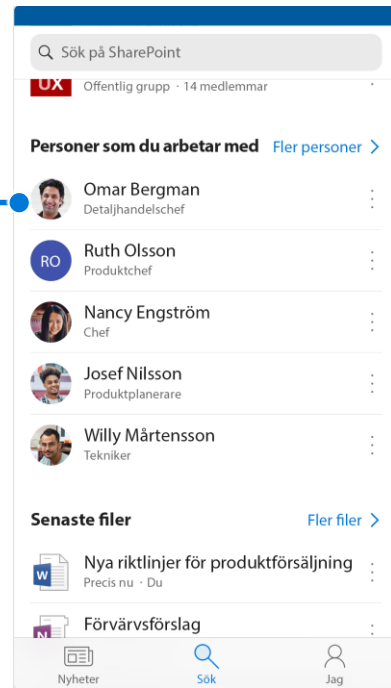 Sök på SharePoint
UX
Offentlig grupp · 14 medlemmar
Personer som du arbetar med Fler personer
Omar Bergman
Detaljhandelschef
RO
Ruth Olsson
Produktchef
Nancy Engström
Chef
Josef Nilsson
Produktplanerare
Willy Mårtensson
Tekniker
Senaste filer Fler filer
W
Nya riktlinjer för produktförsäljning
Precis nu · Du
N
Förvärvsförslag
Nyheter Sök Jag